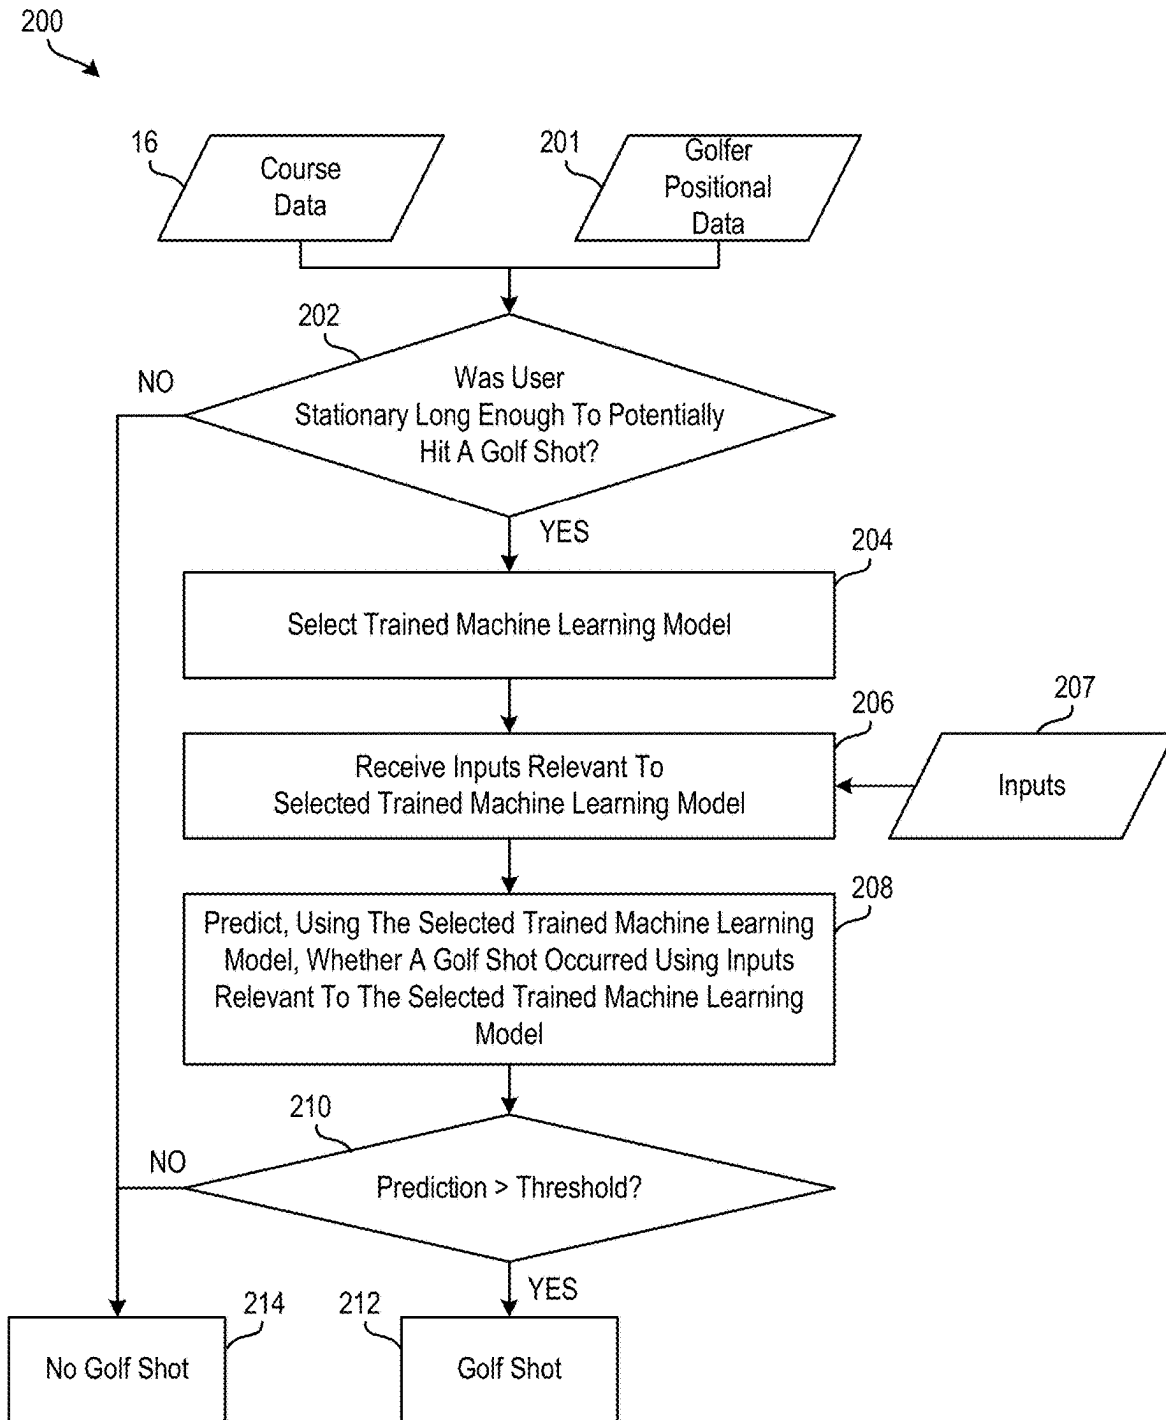 200
16
Course
Data
201
Golfer
Positional
Data
202
Was User
Stationary Long Enough To Potentially
Hit A Golf Shot?
NO
YES
204
Select Trained Machine Learning Model
206
Receive Inputs Relevant To
Selected Trained Machine Learning Model
207
Inputs
208
Predict, Using The Selected Trained Machine Learning
Model, Whether A Golf Shot Occurred Using Inputs
Relevant To The Selected Trained Machine Learning
Model
210
Prediction > Threshold?
NO
YES
214
No Golf Shot
212
Golf Shot